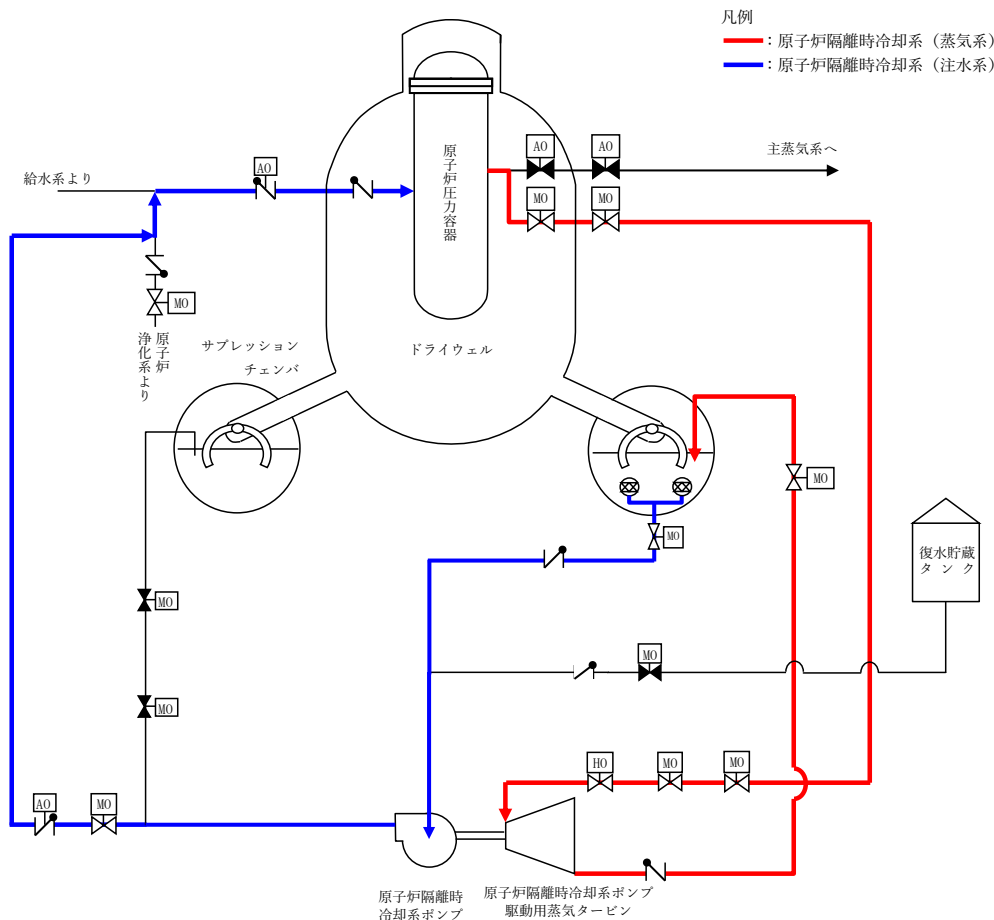 凡例
：原子炉隔離時冷却系（蒸気系）
：原子炉隔離時冷却系（注水系）
AO
AO
主蒸気系へ
原子炉圧力容器
給水系より
AO
MO
MO
MO
原子炉
浄化系より
サプレッション
チェンバ
ドライウェル
MO
MO
復水貯蔵
タンク
MO
MO
MO
HO
MO
MO
AO
MO
原子炉隔離時
冷却系ポンプ
原子炉隔離時冷却系ポンプ
駆動用蒸気タービン